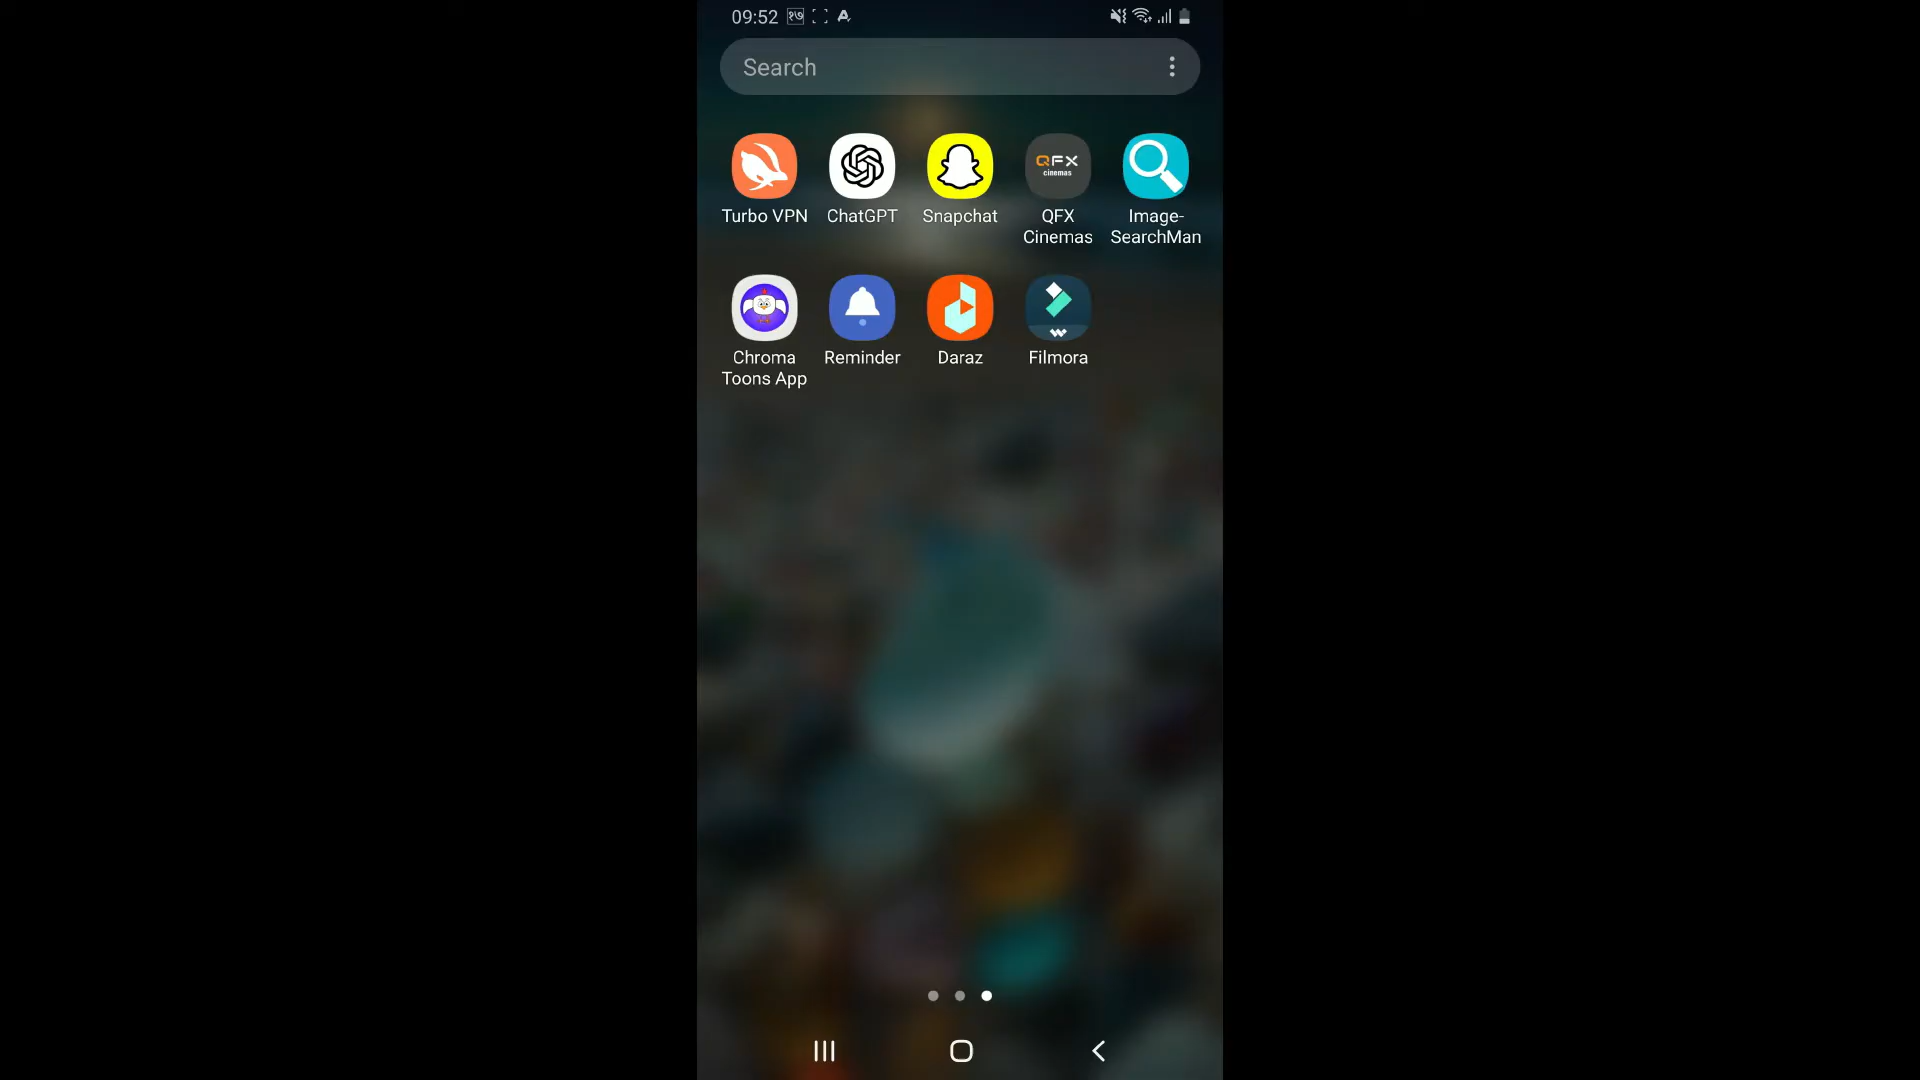 09:52
Search
QFX
cinemas
Turbo VPN
ChatGPT
Snapchat
QFX
Cinemas
Image-
SearchMan
Chroma
Toons App
Reminder
Daraz
Filmora